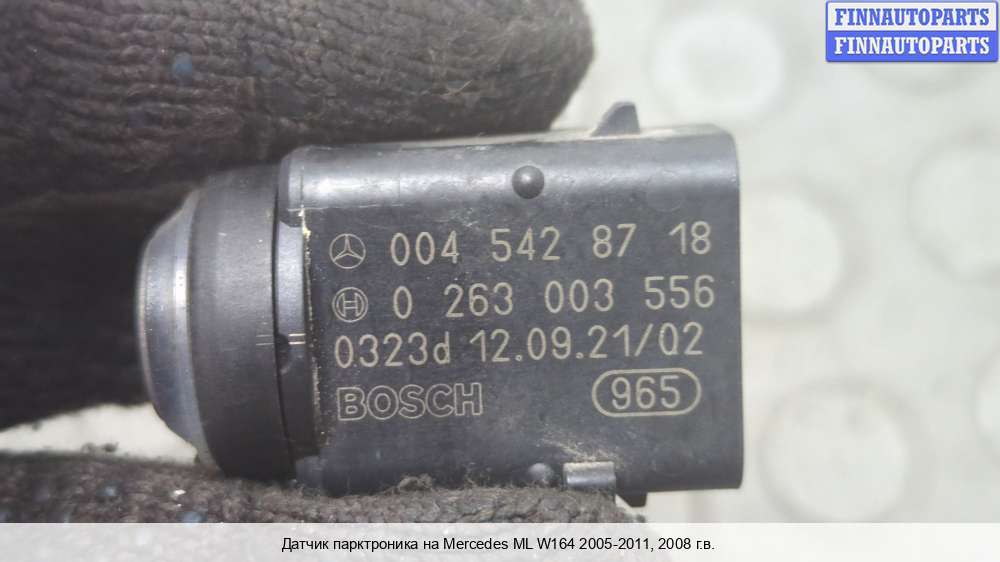 FINNAUTOPARTS
FINNAUTOPARTS
004 542 87 18
0 263 003 556
0323d 12.09.21/02
BOSCH 965
Датчик парктроника на Mercedes ML W164 2005-2011, 2008 г.в.